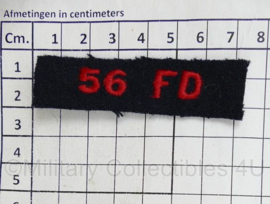 Afmetingen in centimeters
Cm. 1 2 3 4 5 6 7 8
1
56 FD
2
3
4
© Military Collectibles 4U
5